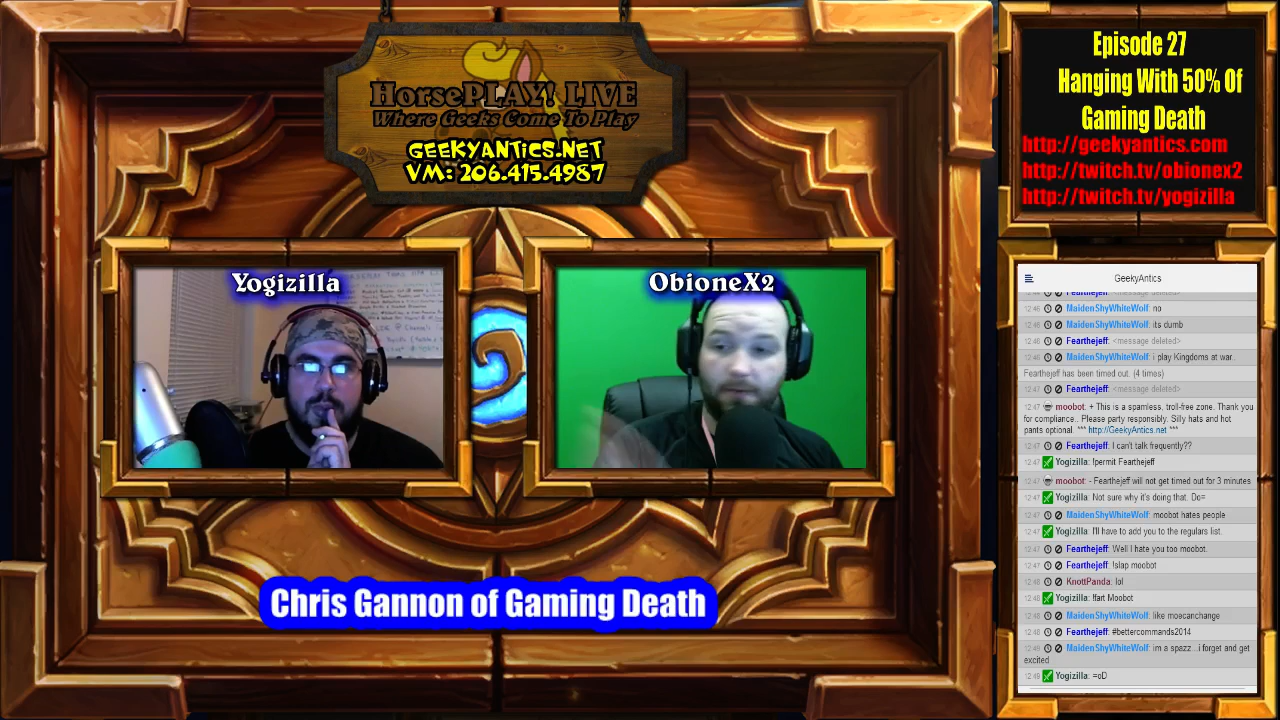 HorsePLAY! LIVE
Where Geeks Come To Play
GEEKYANTICS.NET
VM: 206.415.4987
Yogizilla
ObioneX2
Chris Gannon of Gaming Death
Episode 27
Hanging With 50% Of
Gaming Death
http://geekyantics.com
http://twitch.tv/obionex2
http://twitch.tv/yogizilla
GeekyAntics
12:46 Fearthejeff: <message deleted>
12:46 MaidenShyWhiteWolf: no
12:46 MaidenShyWhiteWolf: its dumb
12:46 Fearthejeff: <message deleted>
12:46 MaidenShyWhiteWolf: i play Kingdoms at war..
Fearthejeff has been timed out. (4 times)
12:47 Fearthejeff: <message deleted>
12:47 moobot: + This is a spamless, troll-free zone. Thank you
for compliance.. Please party responsibly. Silly hats and hot
pants optional. *** http://GeekyAntics.net ***
12:47 Fearthejeff: I can't talk frequently??
12:47 Yogizilla: !permit Fearthejeff
12:47 moobot: - Fearthejeff will not get timed out for 3 minutes
12:47 Yogizilla: Not sure why it's doing that. Do=
12:47 MaidenShyWhiteWolf: moobot hates people
12:47 Yogizilla: I'll have to add you to the regulars list.
12:47 Fearthejeff: Well I hate you too moobot.
12:47 Fearthejeff: !slap moobot
12:48 KnottPanda: lol
12:48 Yogizilla: !fart Moobot
12:48 MaidenShyWhiteWolf: like moecanchange
12:48 Fearthejeff: #bettercommands2014
12:49 MaidenShyWhiteWolf: im a spazz...i forget and get
excited
12:49 Yogizilla: =oD